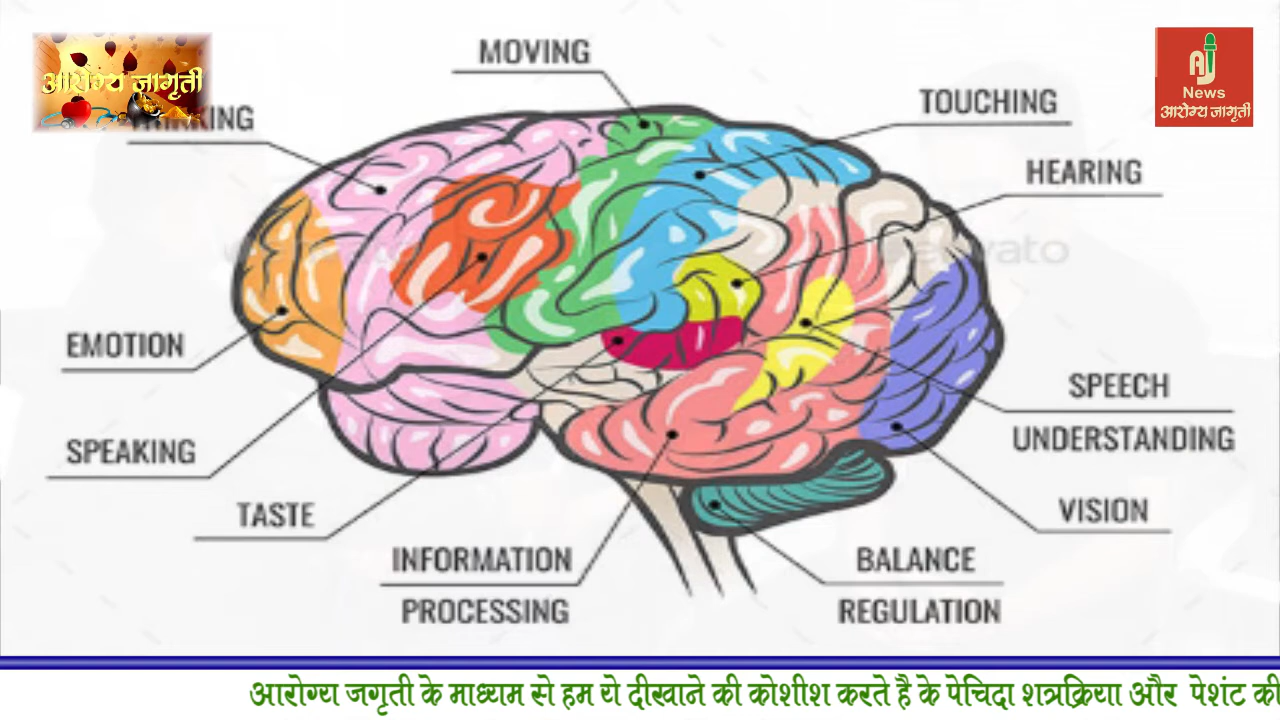 आरोग्य जागृती
MOVING
AJ
News
आरोग्य जागृती
TOUCHING
HEARING
EMOTION
SPEAKING
TASTE
INFORMATION
PROCESSING
SPEECH
UNDERSTANDING
VISION
BALANCE
REGULATION
आरोग्य जगृती के माध्यम से हम ये दीखाने की कोशीश करते है के पेचिदा शत्रक्रिया और पेशंट की